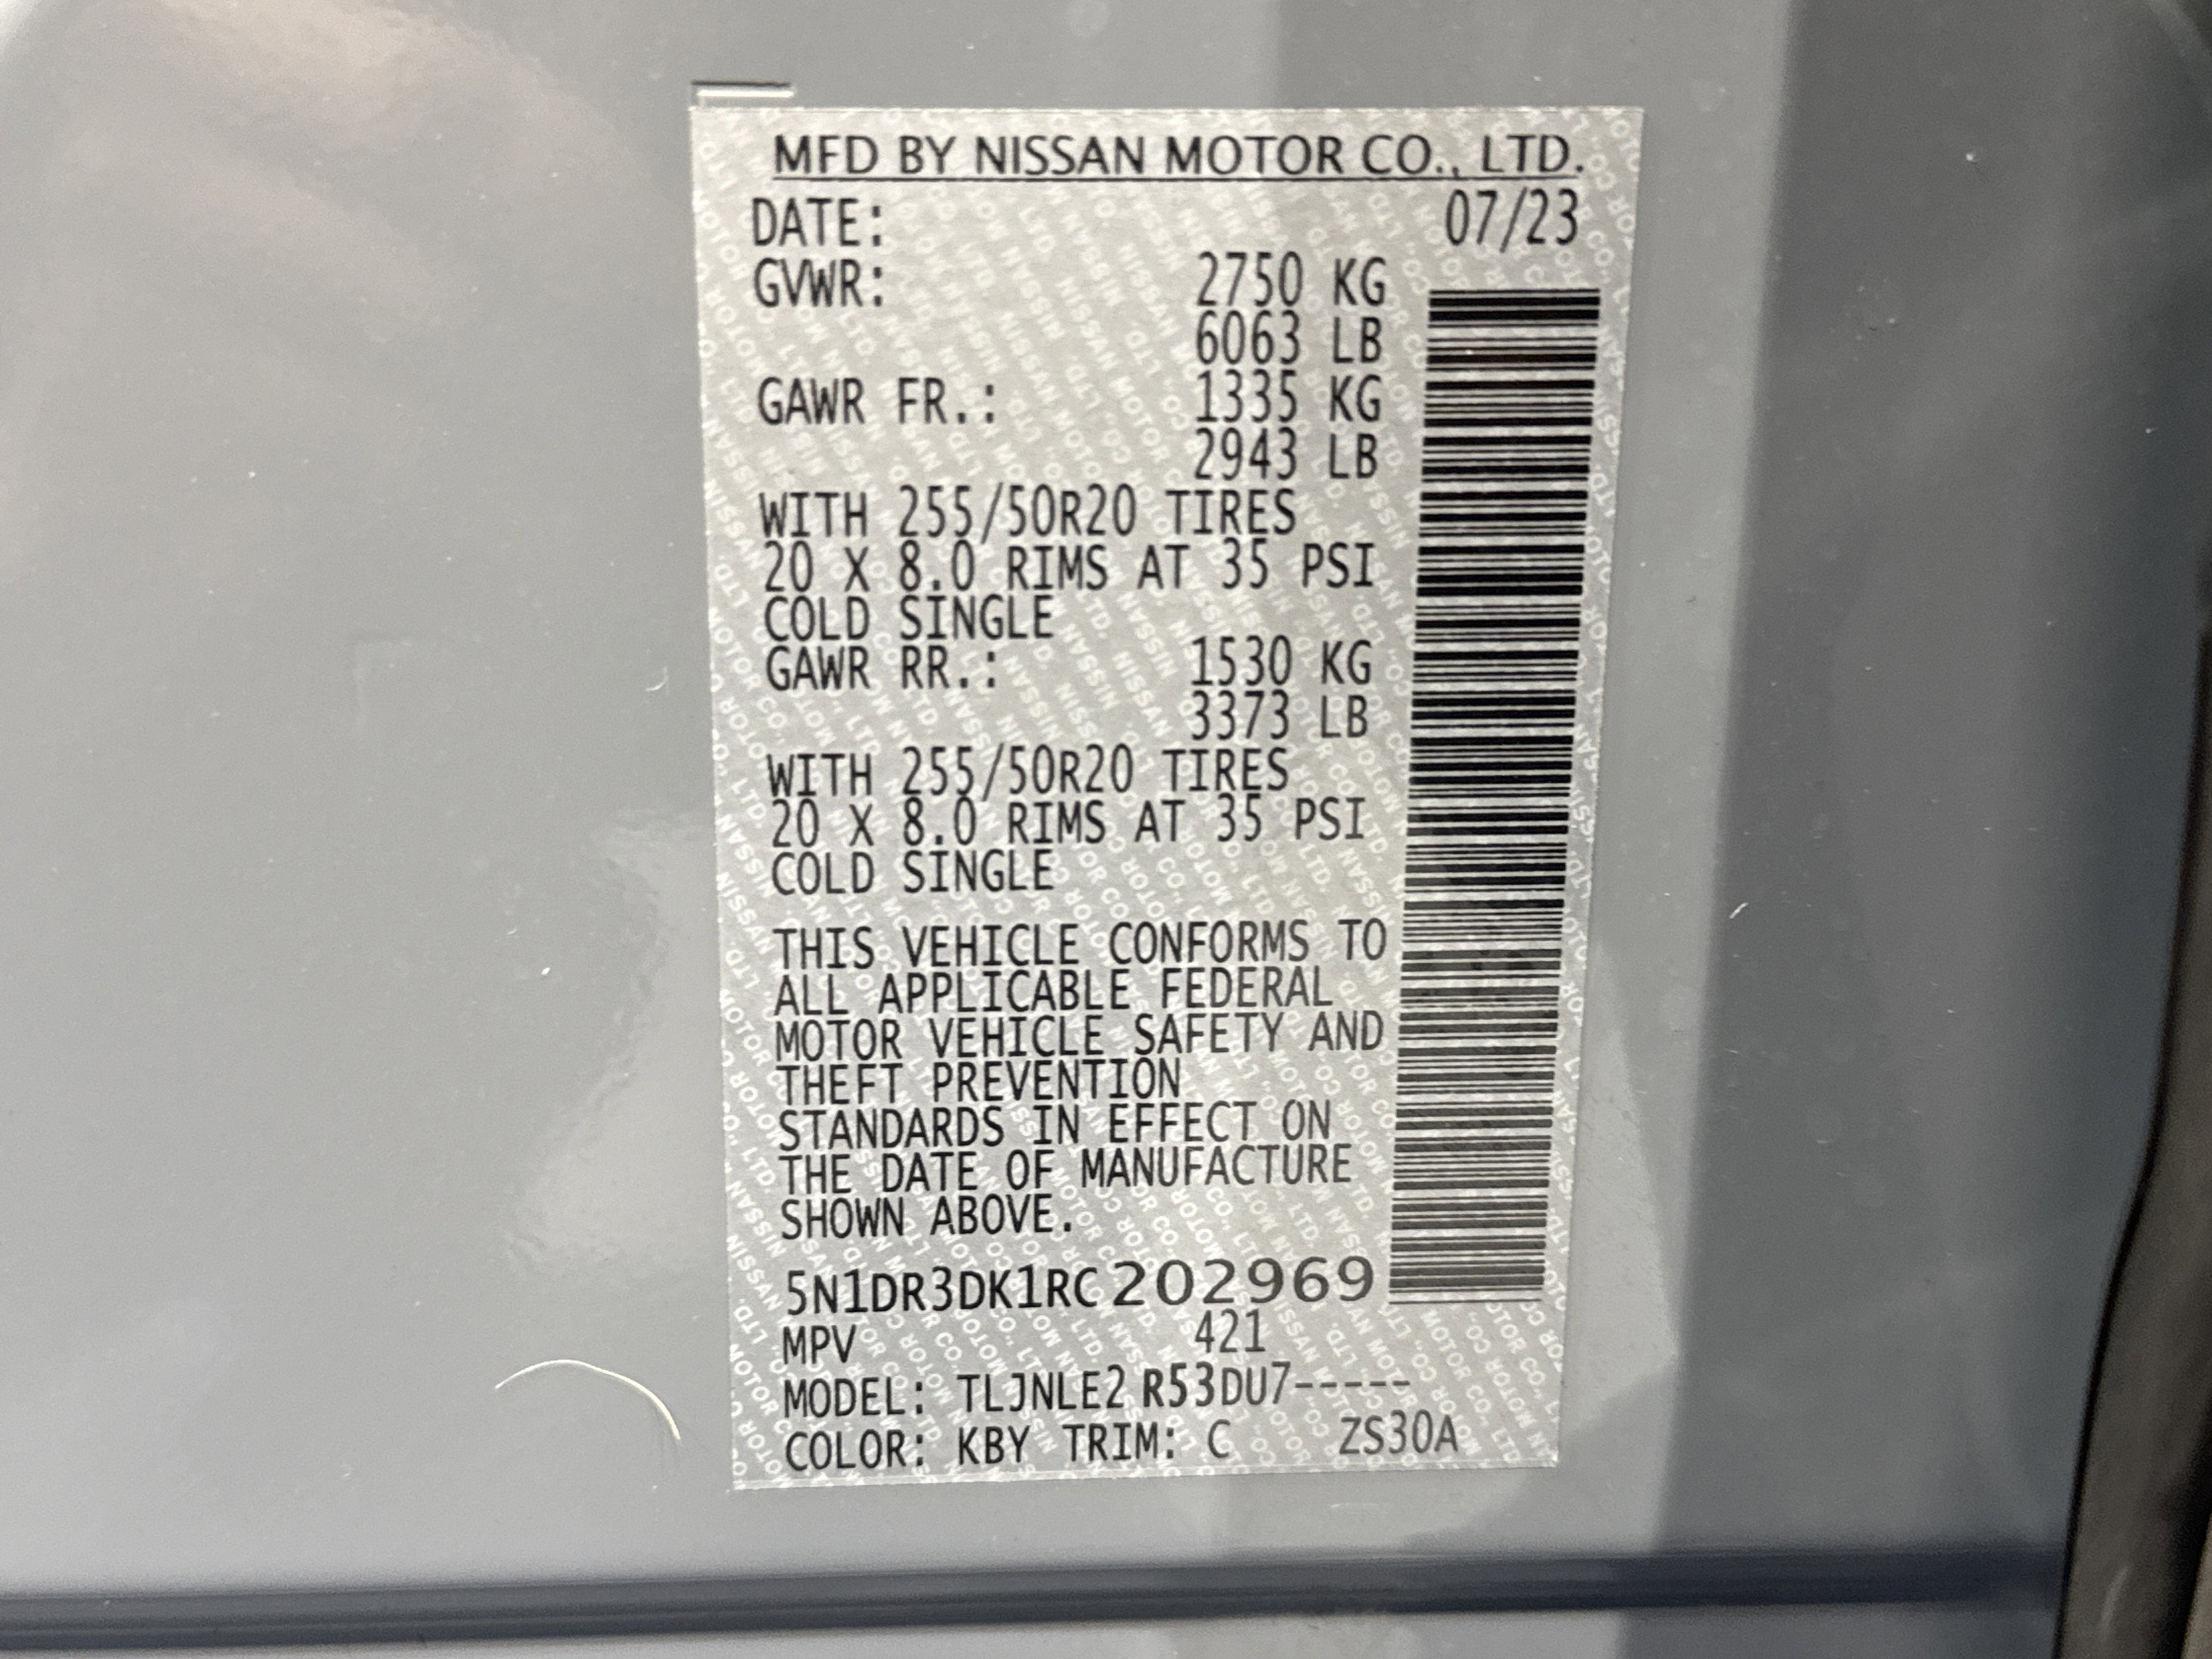 MFD BY NISSAN MOTOR CO., LTD.
DATE: 07/23
GVWR: 2750 KG
6063 LB
GAWR FR.: 1335 KG
2943 LB
WITH 255/50R20 TIRES
20 X 8.0 RIMS AT 35 PSI
COLD SINGLE
GAWR RR.: 1530 KG
3373 LB
WITH 255/50R20 TIRES
20 X 8.0 RIMS AT 35 PSI
COLD SINGLE
THIS VEHICLE CONFORMS TO
ALL APPLICABLE FEDERAL
MOTOR VEHICLE SAFETY AND
THEFT PREVENTION
STANDARDS IN EFFECT ON
THE DATE OF MANUFACTURE
SHOWN ABOVE.
5N1DR3DK1RC202969
MPV 421
MODEL: TLJNLE2 R53DU7-----
COLOR: KBY TRIM: C ZS30A